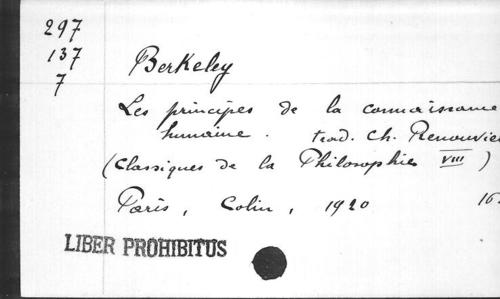 297
137
7
Berkeley
Les principes de la connaissance
humaine. trad. Ch. Renouvier
(Classiques de la Philosophie VIII)
Paris, Colin, 1920 16.
LIBER PROHIBITUS